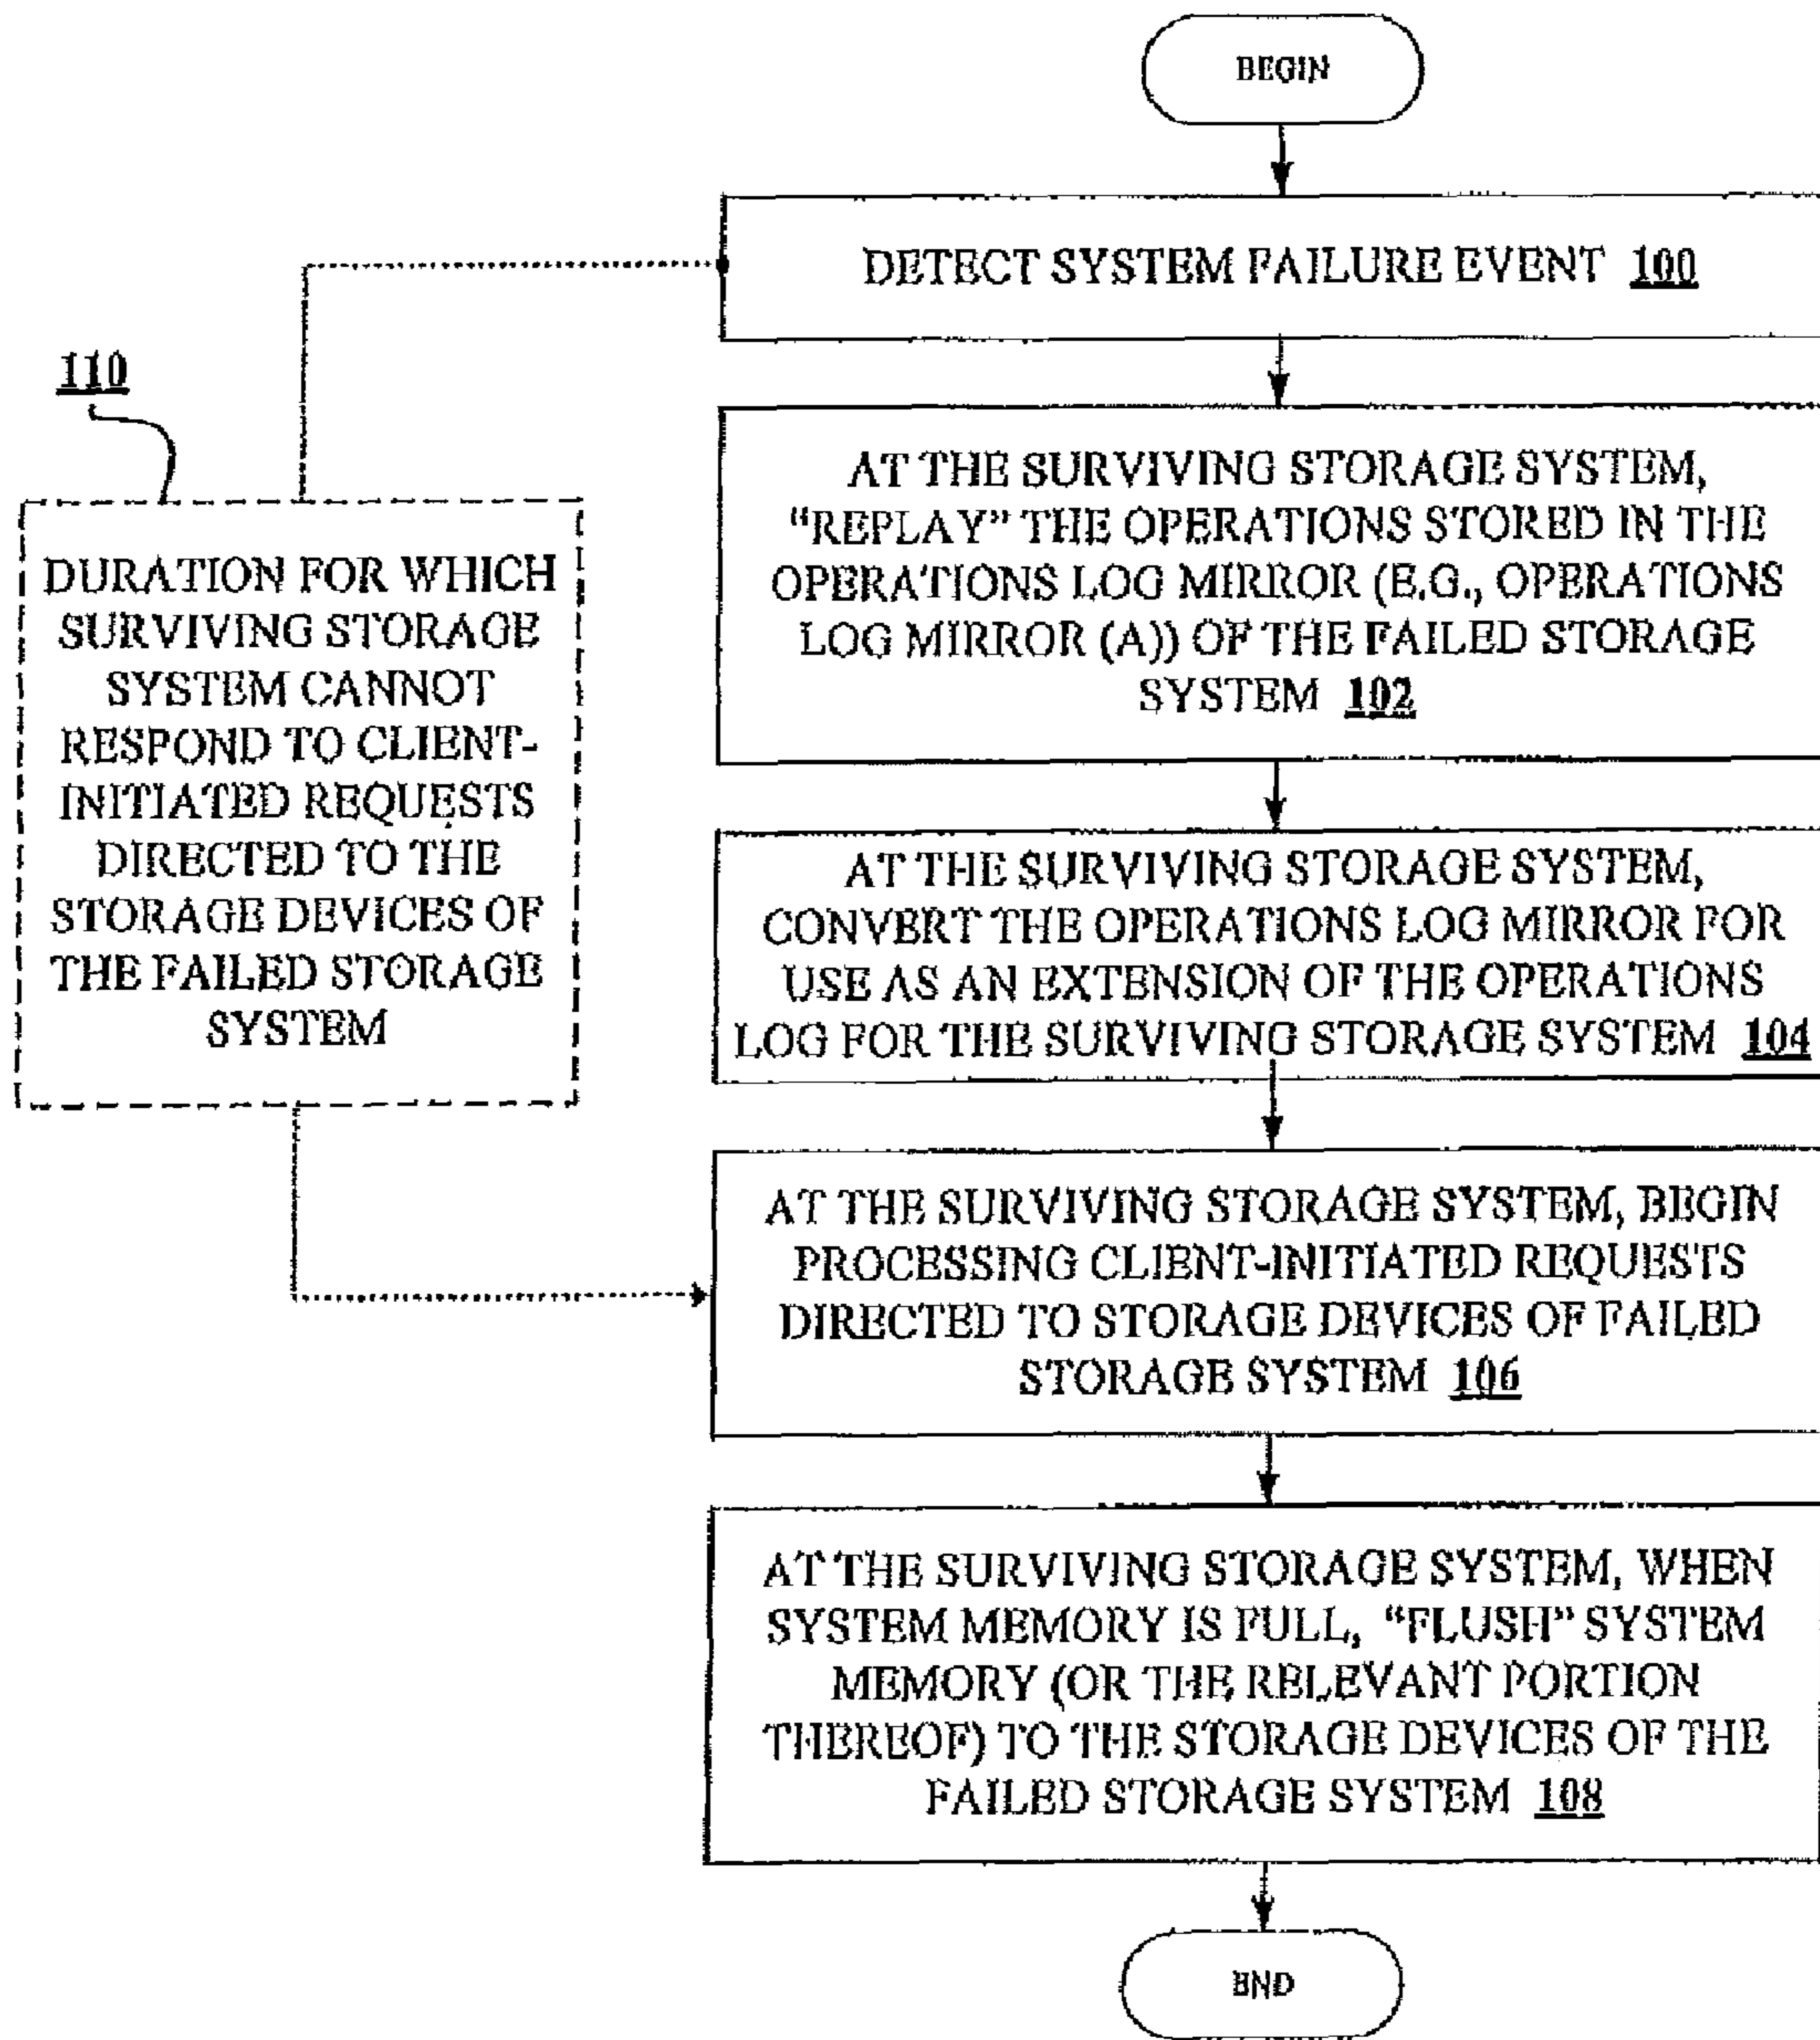 BEGIN
DETECT SYSTEM FAILURE EVENT 100
110
DURATION FOR WHICH
SURVIVING STORAGE
SYSTEM CANNOT
RESPOND TO CLIENT-
INITIATED REQUESTS
DIRECTED TO THE
STORAGE DEVICES OF
THE FAILED STORAGE
SYSTEM
AT THE SURVIVING STORAGE SYSTEM,
“REPLAY” THE OPERATIONS STORED IN THE
OPERATIONS LOG MIRROR (E.G., OPERATIONS
LOG MIRROR (A)) OF THE FAILED STORAGE
SYSTEM 102
AT THE SURVIVING STORAGE SYSTEM,
CONVERT THE OPERATIONS LOG MIRROR FOR
USE AS AN EXTENSION OF THE OPERATIONS
LOG FOR THE SURVIVING STORAGE SYSTEM 104
AT THE SURVIVING STORAGE SYSTEM, BEGIN
PROCESSING CLIENT-INITIATED REQUESTS
DIRECTED TO STORAGE DEVICES OF FAILED
STORAGE SYSTEM 106
AT THE SURVIVING STORAGE SYSTEM, WHEN
SYSTEM MEMORY IS FULL, “FLUSH” SYSTEM
MEMORY (OR THE RELEVANT PORTION
THEREOF) TO THE STORAGE DEVICES OF THE
FAILED STORAGE SYSTEM 108
END